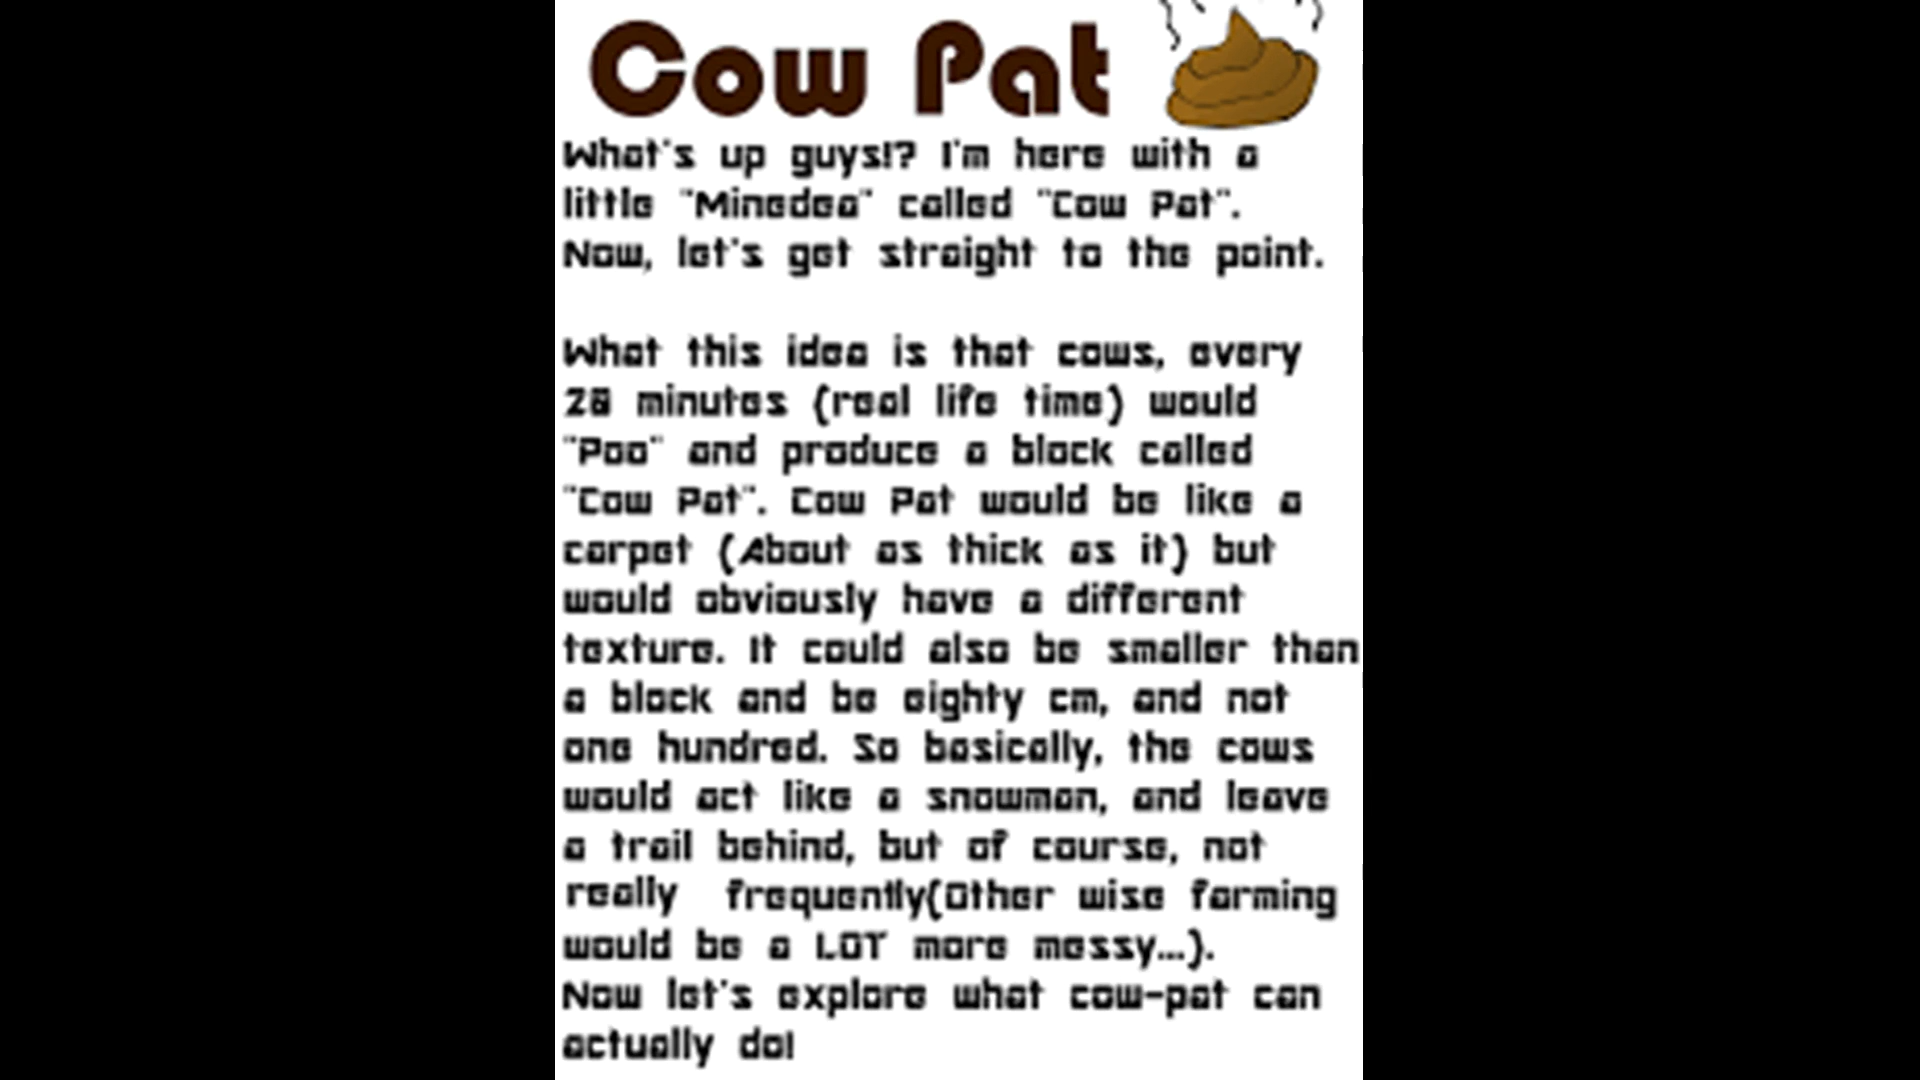 Cow Pat
What's up guys!? I'm here with a
little "Minedea" called "Cow Pat".
Now, let's get straight to the point.
What this idea is that cows, every
20 minutes (real life time) would
"Poo" and produce a block called
"Cow Pat". Cow Pat would be like a
carpet (About as thick as it) but
would obviously have a different
texture. It could also be smaller than
a block and be eighty cm, and not
one hundred. So basically, the cows
would act like a snowman, and leave
a trail behind, but of course, not
really frequently(Other wise farming
would be a LOT more messy...).
Now let's explore what cow-pat can
actually do!